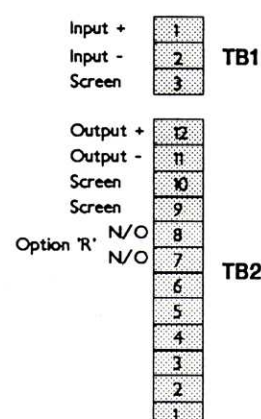 Input + 1
Input - 2 TB1
Screen 3
Output + 12
Output - 11
Screen 10
Screen 9
N/O 8
Option 'R'
N/O 7
TB2
6
5
4
3
2
1